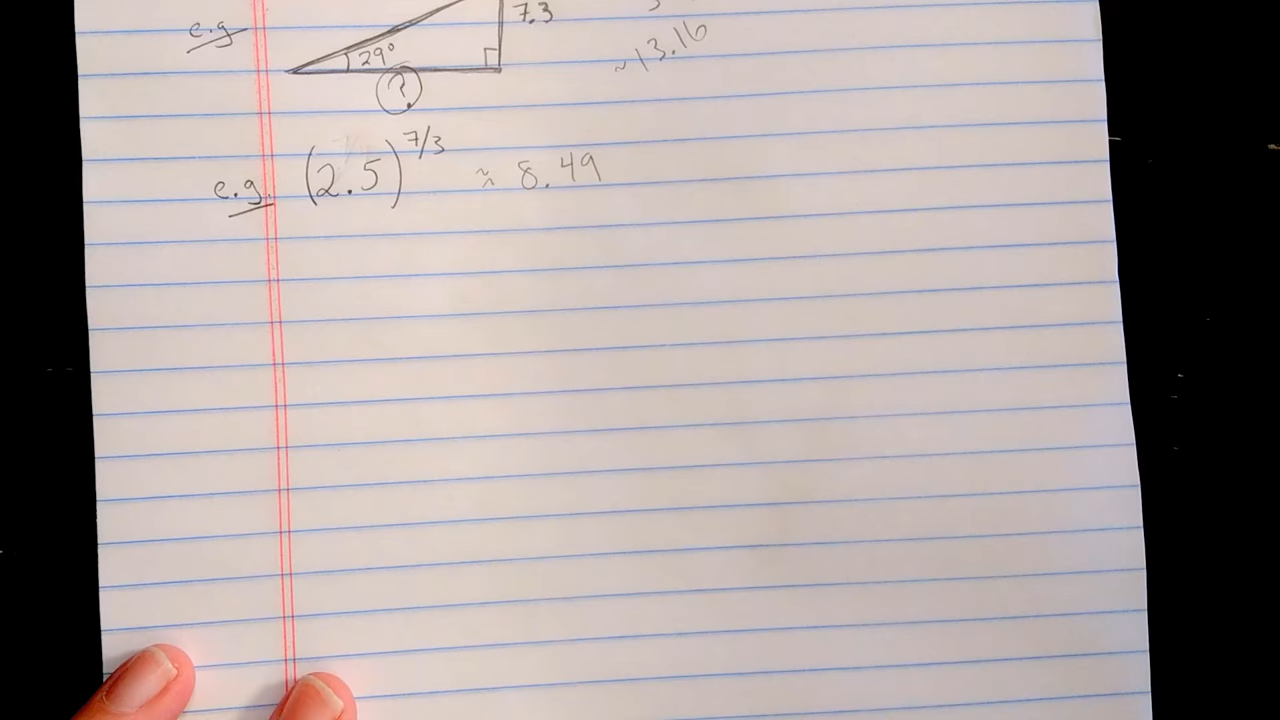 e.g 29° 7.3 ~13.16
?
e.g. (2.5)^7/3 ≈ 8.49